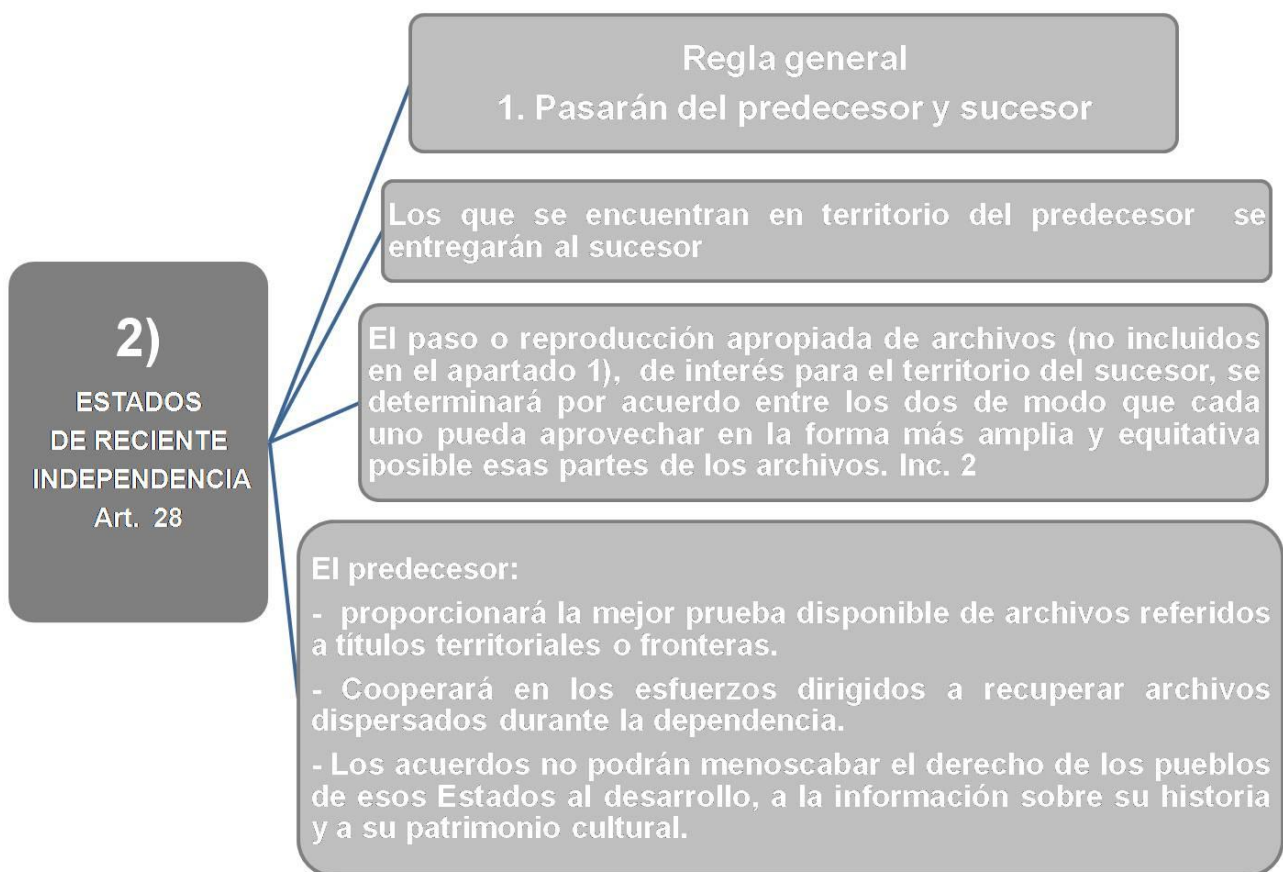 2)
ESTADOS
DE RECIENTE
INDEPENDENCIA
Art. 28
Regla general
1. Pasarán del predecesor y sucesor
Los que se encuentran en territorio del predecesor se
entregarán al sucesor
El paso o reproducción apropiada de archivos (no incluidos
en el apartado 1), de interés para el territorio del sucesor, se
determinará por acuerdo entre los dos de modo que cada
uno pueda aprovechar en la forma más amplia y equitativa
posible esas partes de los archivos. Inc. 2
El predecesor:
- proporcionará la mejor prueba disponible de archivos referidos
a títulos territoriales o fronteras.
- Cooperará en los esfuerzos dirigidos a recuperar archivos
dispersados durante la dependencia.
- Los acuerdos no podrán menoscabar el derecho de los pueblos
de esos Estados al desarrollo, a la información sobre su historia
y a su patrimonio cultural.